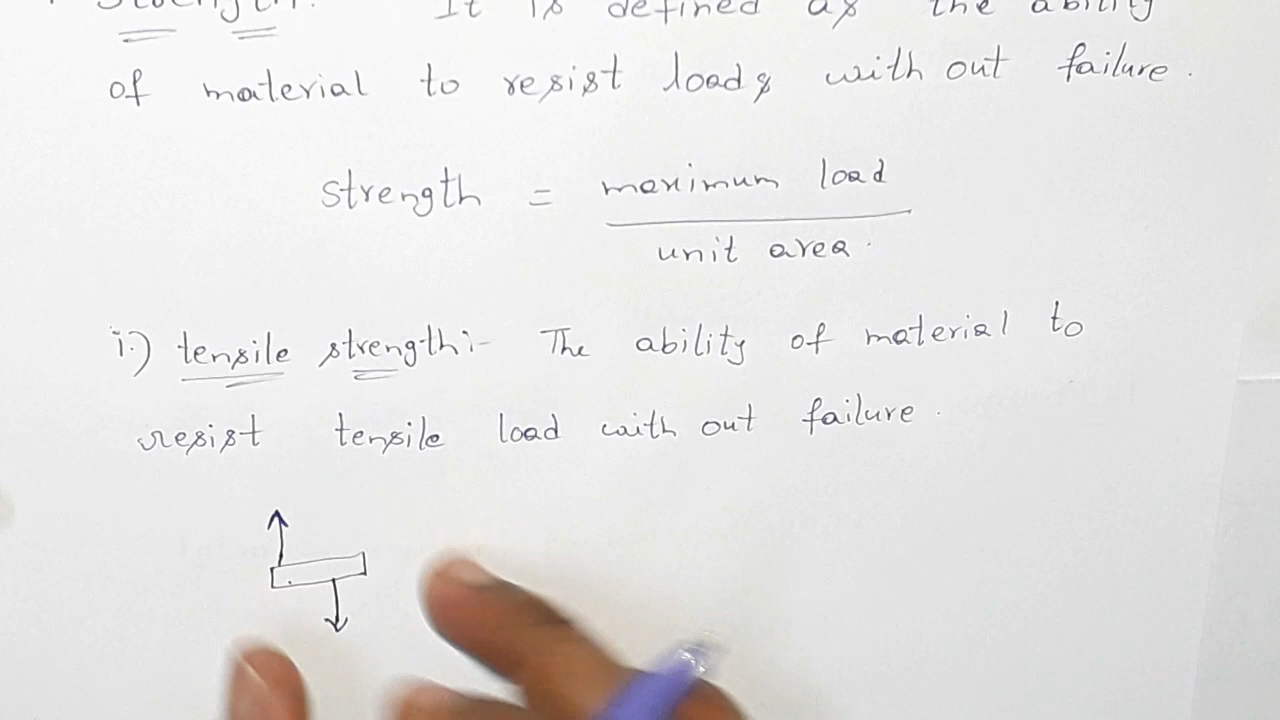 Strength: It is defined as the ability
of material to resist loads with out failure.
Strength = maximum load
unit area.
i.) tensile strength:- The ability of material to
resist tensile load with out failure.